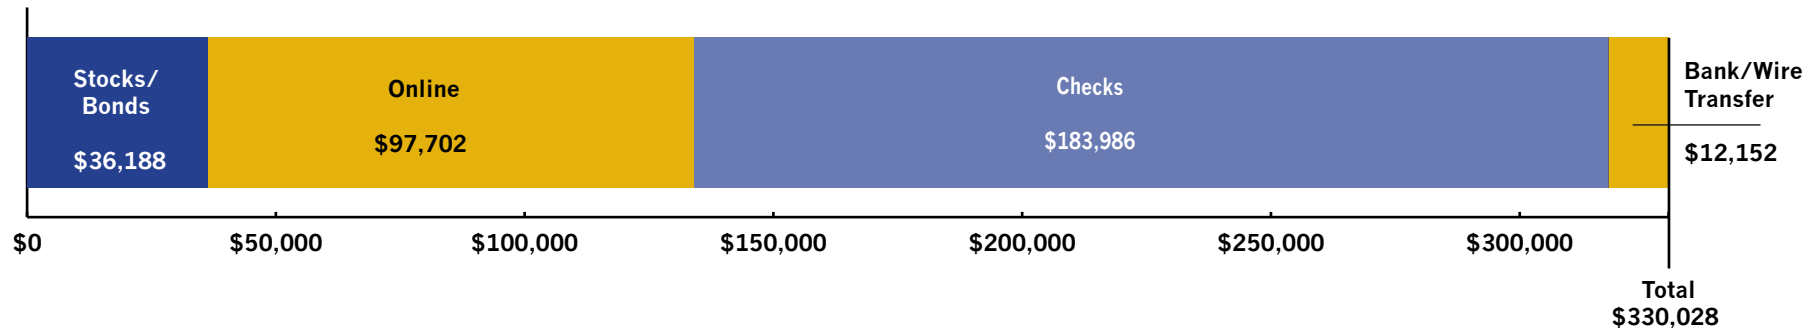 Stocks/
Bonds
$36,188
Online
$97,702
Checks
$183,986
Bank/Wire
Transfer
$12,152
$0
$50,000
$100,000
$150,000
$200,000
$250,000
$300,000
Total
$330,028